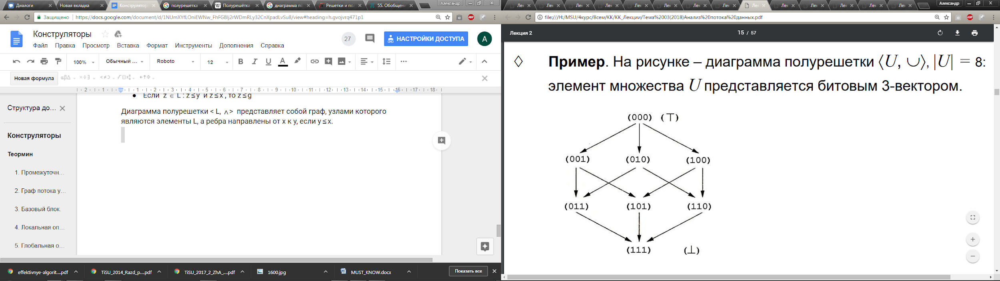 Диалоги
Новая вкладка
Конструлятор
полурешетка
Полурешётка
диаграмма по
Решетки и по
55. Обобщен
Александр
Защищено
https://docs.google.com/document/d/1NUmXYfLOniEWNw_FhFGBlj2rWDmRLy32CnXpadLvSu8/view#heading=h.gvojvrq471p1
Конструляторы
27
НАСТРОЙКИ ДОСТУПА
A
Файл Правка Просмотр Вставка Формат Инструменты Дополнения Справка
100% Обычный ... Roboto 12 B I U A
Новая формула αβΔ ×÷∃ <≠⊃
2 1 1 2 3 4 5 6 7 8 9 10 11 12 13 14 15 16 17 18
Структура до...
Конструляторы
Теормин
1. Промежуточн...
2. Граф потока у...
3. Базовый блок.
4. Локальная оп...
5. Глобальная о...
● Если z ∈ L : z ≤ y и z ≤ x , то z ≤ g
Диаграмма полурешетки < L, ∧ > представляет собой граф, узлами которого
являются элементы L, а ребра направлены от x к y, если y ≤ x.
effektivnye-algorit....pdf
TiSU_2014_Razd_p....pdf
TiSU_2017_2_ZhA_....pdf
1600.jpg
MUST_KNOW.docx
Показать все
Лек Лек Лек Лек Лек Лек Лек Лек Лек Лек Лек Лек Лек Лек
Александр
file:///H:/MSU/4курс/8сем/КК/КК_Лекции/Тема%2003(2018)Анализ%20потока%20данных.pdf
Лекция 2
15 / 57
◊ Пример. На рисунке – диаграмма полурешетки ⟨U, ∪⟩, |U| = 8:
элемент множества U представляется битовым 3-вектором.
(000) (⊤)
(001) (010) (100)
(011) (101) (110)
(111) (⊥)